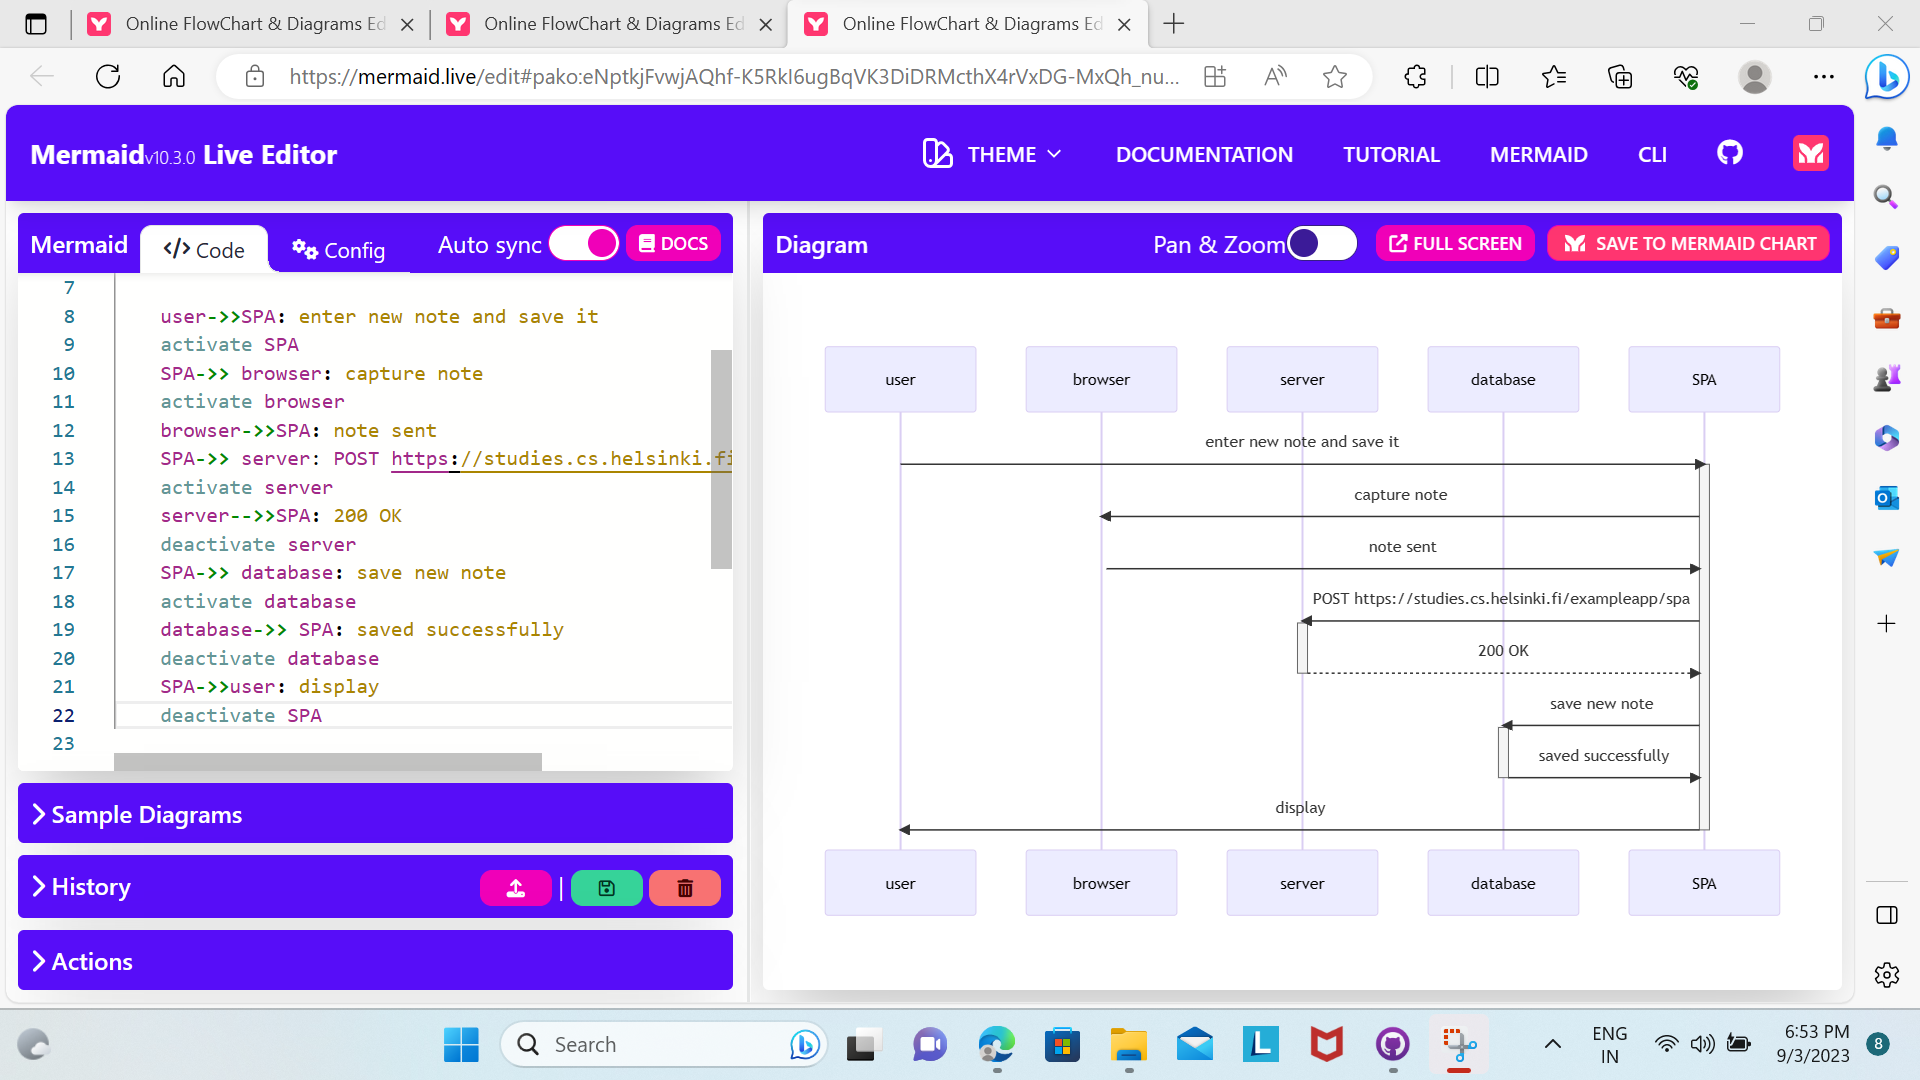 Online FlowChart & Diagrams Ed
Online FlowChart & Diagrams Ed
Online FlowChart & Diagrams Ed
https://mermaid.live/edit#pako:eNptkjFvwjAQhf-K5RkI6ugBqVK3DiDRMcthX4rVxDG-MxQh_nu...
Mermaidv10.3.0 Live Editor
THEME
DOCUMENTATION
TUTORIAL
MERMAID
CLI
Mermaid
Code
Config
Auto sync
DOCS
7
8 user->>SPA: enter new note and save it
9 activate SPA
10 SPA->> browser: capture note
11 activate browser
12 browser->>SPA: note sent
13 SPA->> server: POST https://studies.cs.helsinki.fi
14 activate server
15 server-->>SPA: 200 OK
16 deactivate server
17 SPA->> database: save new note
18 activate database
19 database->> SPA: saved successfully
20 deactivate database
21 SPA->>user: display
22 deactivate SPA
23
Sample Diagrams
History
Actions
Diagram
Pan & Zoom
FULL SCREEN
SAVE TO MERMAID CHART
user
browser
server
database
SPA
enter new note and save it
capture note
note sent
POST https://studies.cs.helsinki.fi/exampleapp/spa
200 OK
save new note
saved successfully
display
user
browser
server
database
SPA
Search
ENG
IN
6:53 PM
9/3/2023
8